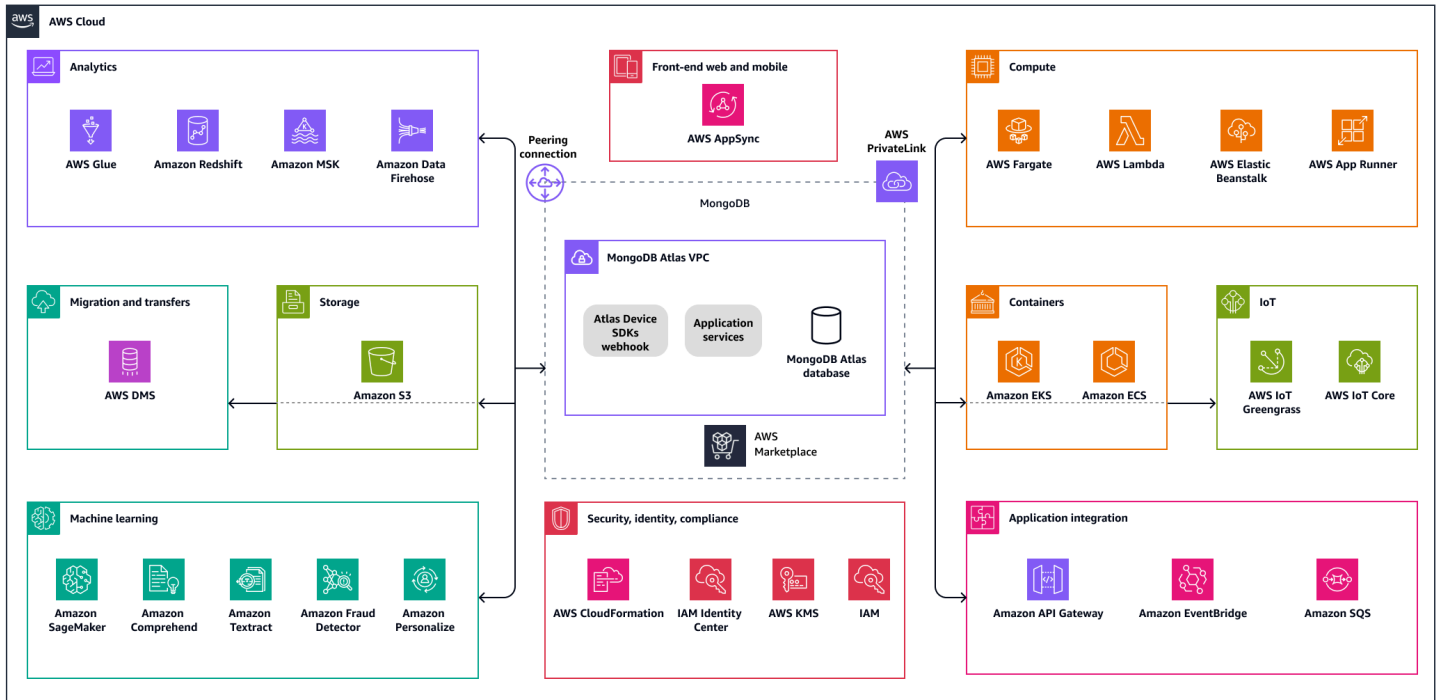 aws
AWS Cloud
Analytics
AWS Glue
Amazon Redshift
Amazon MSK
Amazon Data
Firehose
Peering
connection
Front-end web and mobile
AWS AppSync
AWS
PrivateLink
Compute
AWS Fargate
AWS Lambda
AWS Elastic
Beanstalk
AWS App Runner
MongoDB
MongoDB Atlas VPC
Atlas Device
SDKs
webhook
Application
services
MongoDB Atlas
database
AWS
Marketplace
Migration and transfers
AWS DMS
Storage
Amazon S3
Containers
K
Amazon EKS
Amazon ECS
IoT
AWS IoT
Greengrass
AWS IoT Core
Machine learning
Amazon
SageMaker
Amazon
Comprehend
Amazon
Textract
Amazon Fraud
Detector
Amazon
Personalize
Security, identity, compliance
AWS CloudFormation
IAM Identity
Center
AWS KMS
IAM
Application integration
Amazon API Gateway
Amazon EventBridge
Amazon SQS